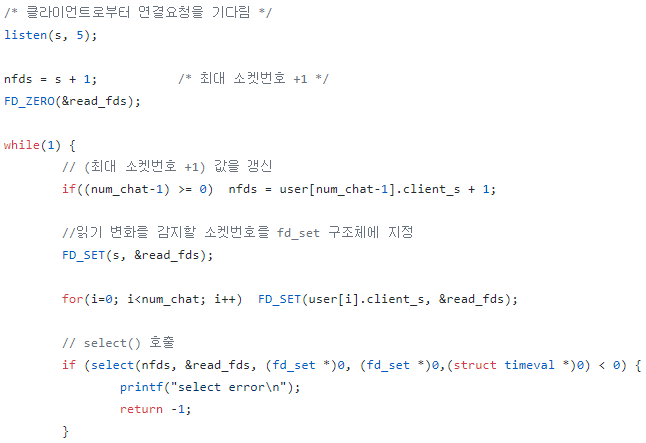 /* 클라이언트로부터 연결요청을 기다림 */
listen(s, 5);
nfds = s + 1; /* 최대 소켓번호 +1 */
FD_ZERO(&read_fds);
while(1) {
// (최대 소켓번호 +1) 값을 갱신
if((num_chat-1) >= 0) nfds = user[num_chat-1].client_s + 1;
//읽기 변화를 감지할 소켓번호를 fd_set 구조체에 지정
FD_SET(s, &read_fds);
for(i=0; i<num_chat; i++) FD_SET(user[i].client_s, &read_fds);
// select() 호출
if (select(nfds, &read_fds, (fd_set *)0, (fd_set *)0,(struct timeval *)0) < 0) {
printf("select error\n");
return -1;
}